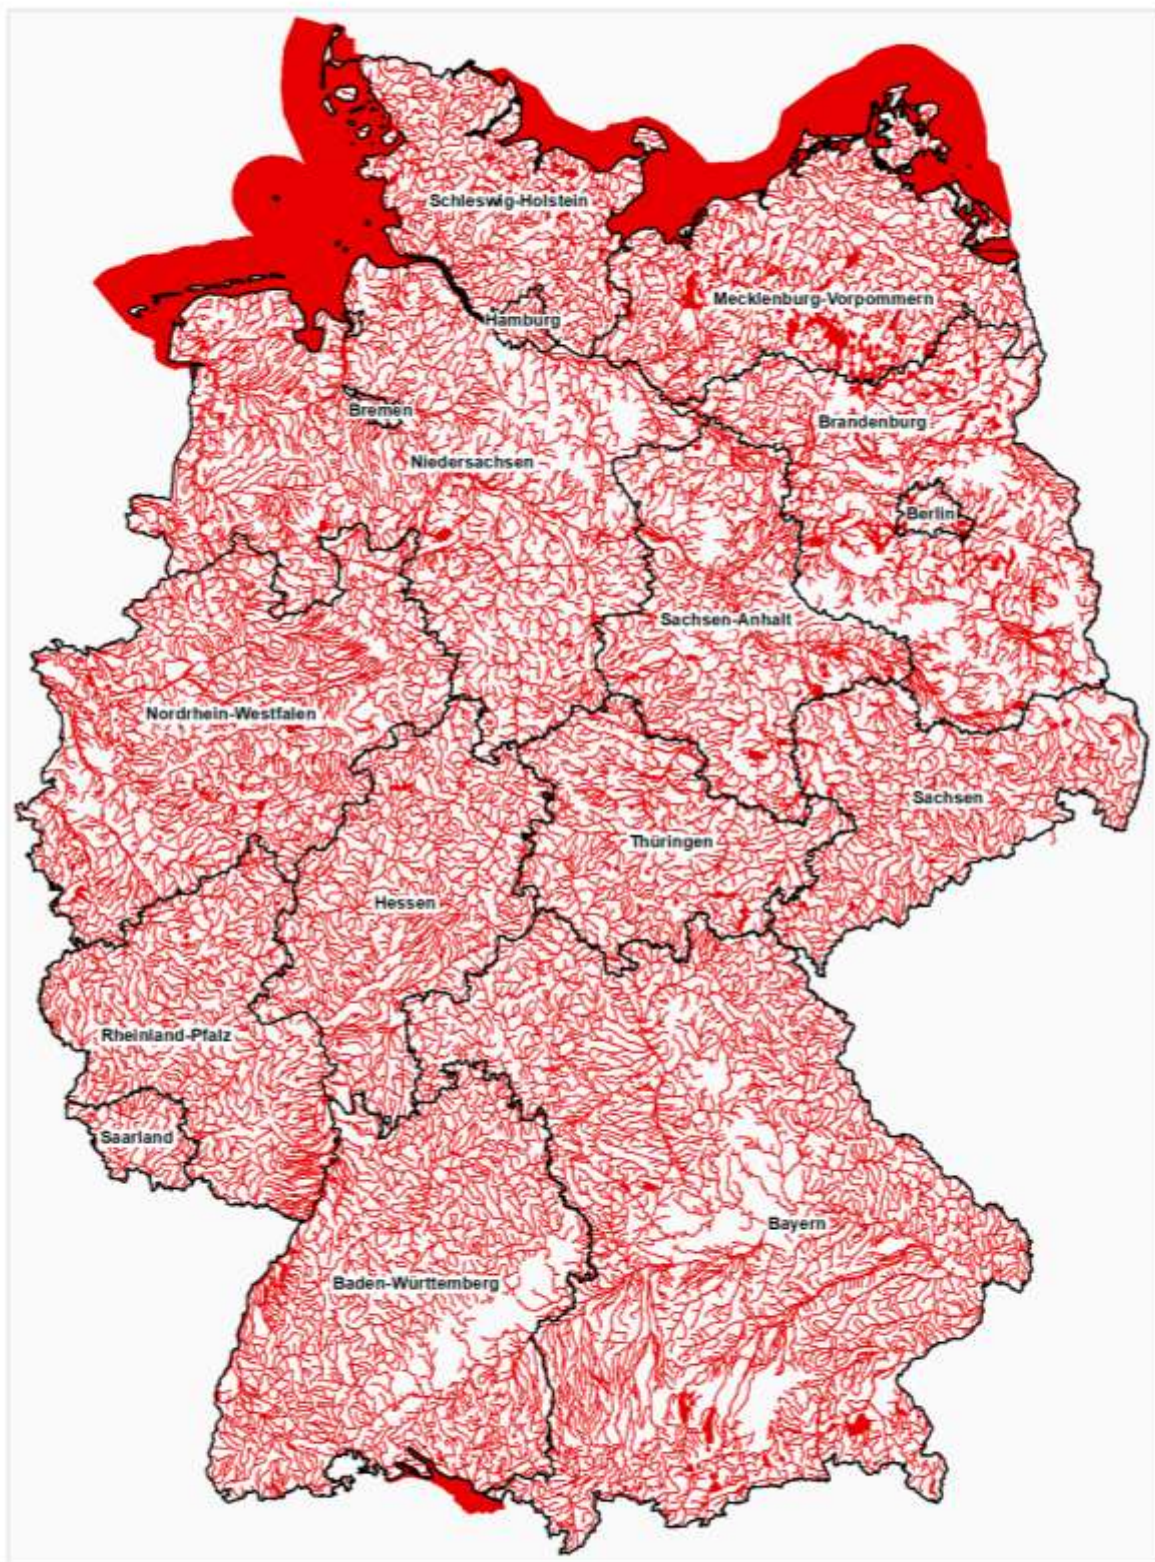 Schleswig-Holstein
Mecklenburg-Vorpommern
Hamburg
Bremen
Brandenburg
Niedersachsen
Berlin
Sachsen-Anhalt
Nordrhein-Westfalen
Sachsen
Thüringen
Hessen
Rheinland-Pfalz
Saarland
Bayern
Baden-Württemberg